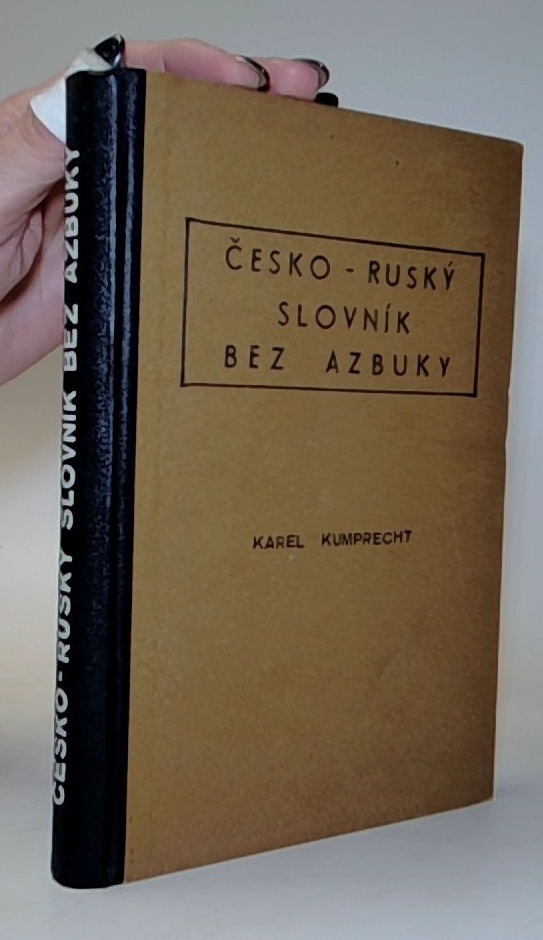 ČESKO - RUSKÝ
SLOVNÍK
BEZ AZBUKY
KAREL KUMPRECHT
ČESKO-RUSKÝ SLOVNÍK BEZ AZBUKY